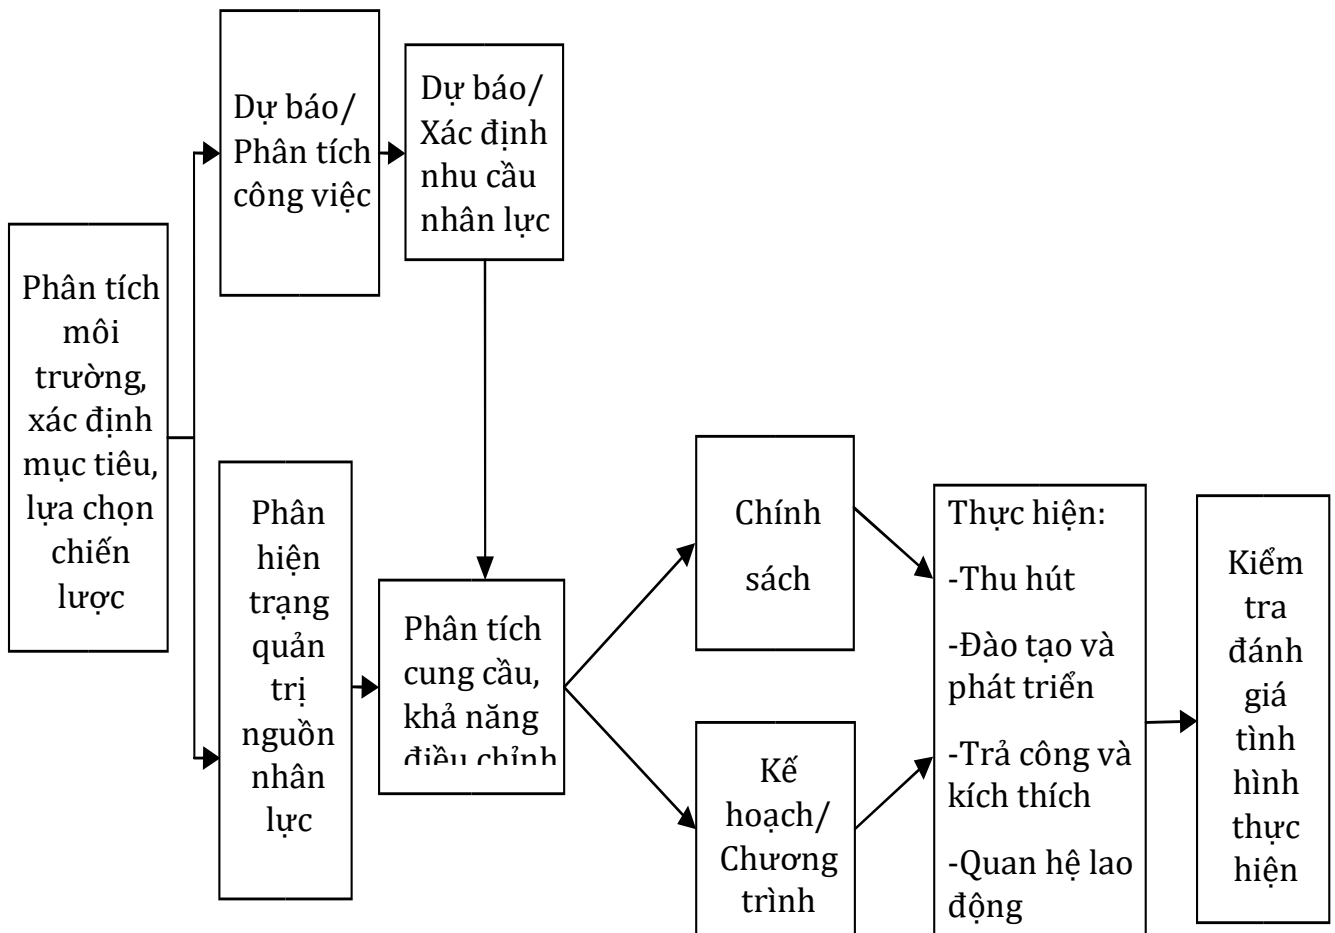 Phân tích
môi
trường,
xác định
mục tiêu,
lựa chọn
chiến
lược
Dự báo/
Phân tích
công việc
Dự báo/
Xác định
nhu cầu
nhân lực
Phân
hiện
trạng
quản
trị
nguồn
nhân
lực
Phân tích
cung cầu,
khả năng
điều chỉnh
Chính
sách
Kế
hoạch/
Chương
trình
Thực hiện:
-Thu hút
-Đào tạo và
phát triển
-Trả công và
kích thích
-Quan hệ lao
động
Kiểm
tra
đánh
giá
tình
hình
thực
hiện